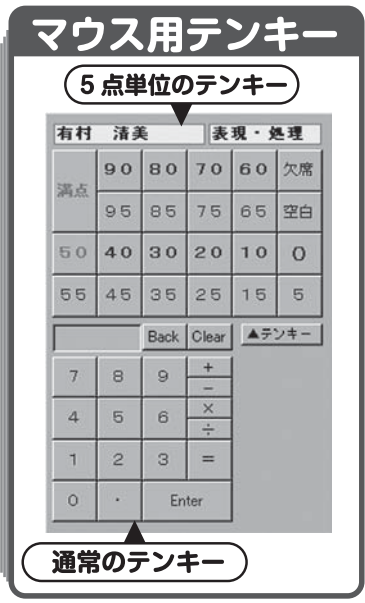 マウス用テンキー
5点単位のテンキー
有村 清美 表現・処理
満点 90 80 70 60 欠席
95 85 75 65 空白
50 40 30 20 10 0
55 45 35 25 15 5
Back Clear ▲テンキー
7 8 9 +
−
4 5 6 ×
÷
1 2 3 =
0 ・ Enter
通常のテンキー